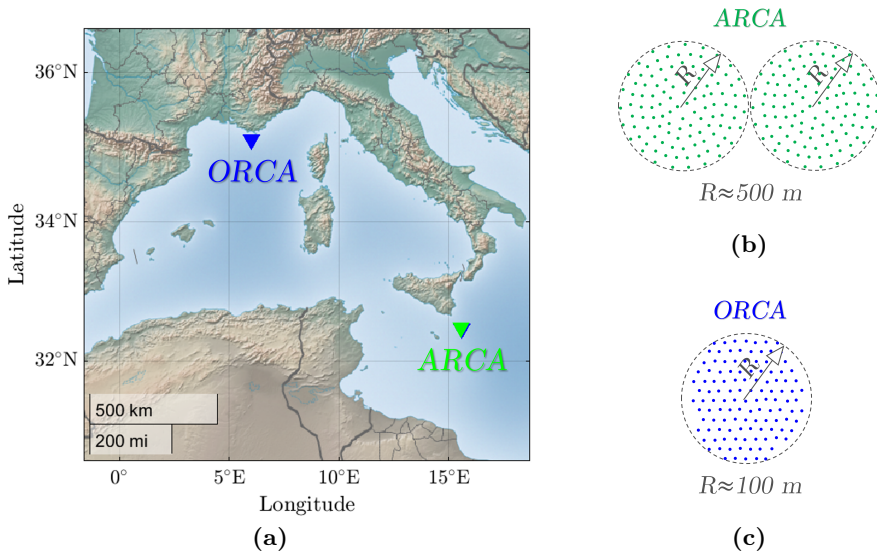 36°N
34°N
32°N
Latitude
ORCA
ARCA
500 km
200 mi
0°
5°E
10°E
15°E
Longitude
(a)
ARCA
R
R
R≈500 m
(b)
ORCA
R
R≈100 m
(c)